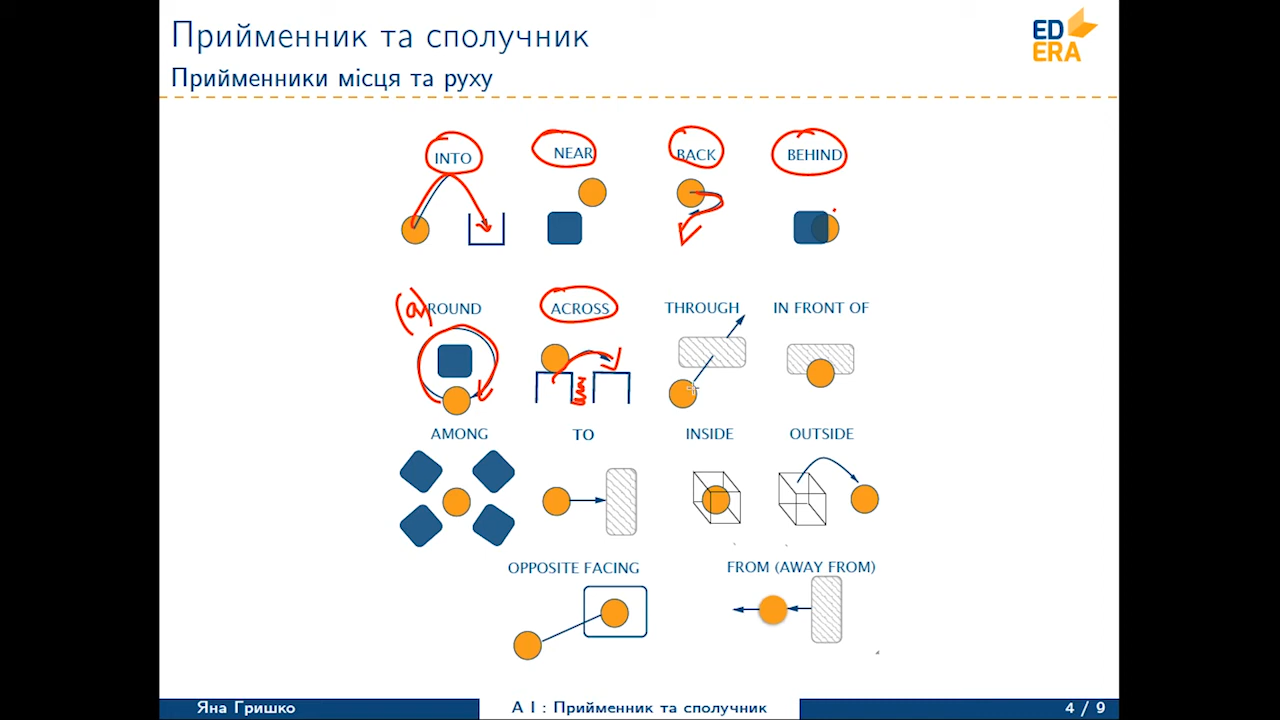 Прийменник та сполучник
ED
ERA
Прийменники місця та руху
INTO NEAR BACK BEHIND
(a)ROUND ACROSS THROUGH IN FRONT OF
AMONG TO INSIDE OUTSIDE
OPPOSITE FACING FROM (AWAY FROM)
Яна Гришко А І : Прийменник та сполучник 4 / 9